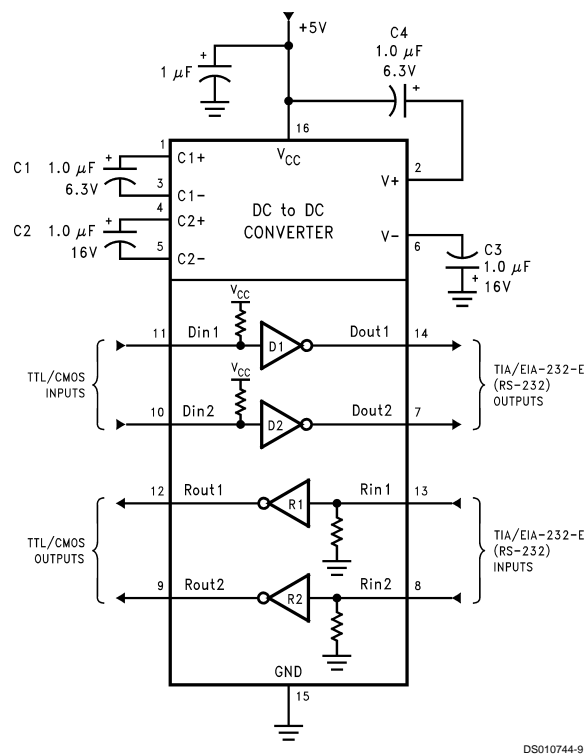 +5V
C4
1.0 μF
6.3V
+
1 μF
+
16
VCC
1
C1+
C1 1.0 μF
6.3V
+
3
C1-
4
C2+
C2 1.0 μF
16V
+
5
C2-
DC to DC
CONVERTER
2
V+
V-
6
C3
1.0 μF
+
16V
VCC
11
Din1
D1
Dout1
14
TTL/CMOS
INPUTS
VCC
10
Din2
D2
Dout2
7
TIA/EIA-232-E
(RS-232)
OUTPUTS
12
Rout1
R1
Rin1
13
TTL/CMOS
OUTPUTS
9
Rout2
R2
Rin2
8
TIA/EIA-232-E
(RS-232)
INPUTS
GND
15
DS010744-9